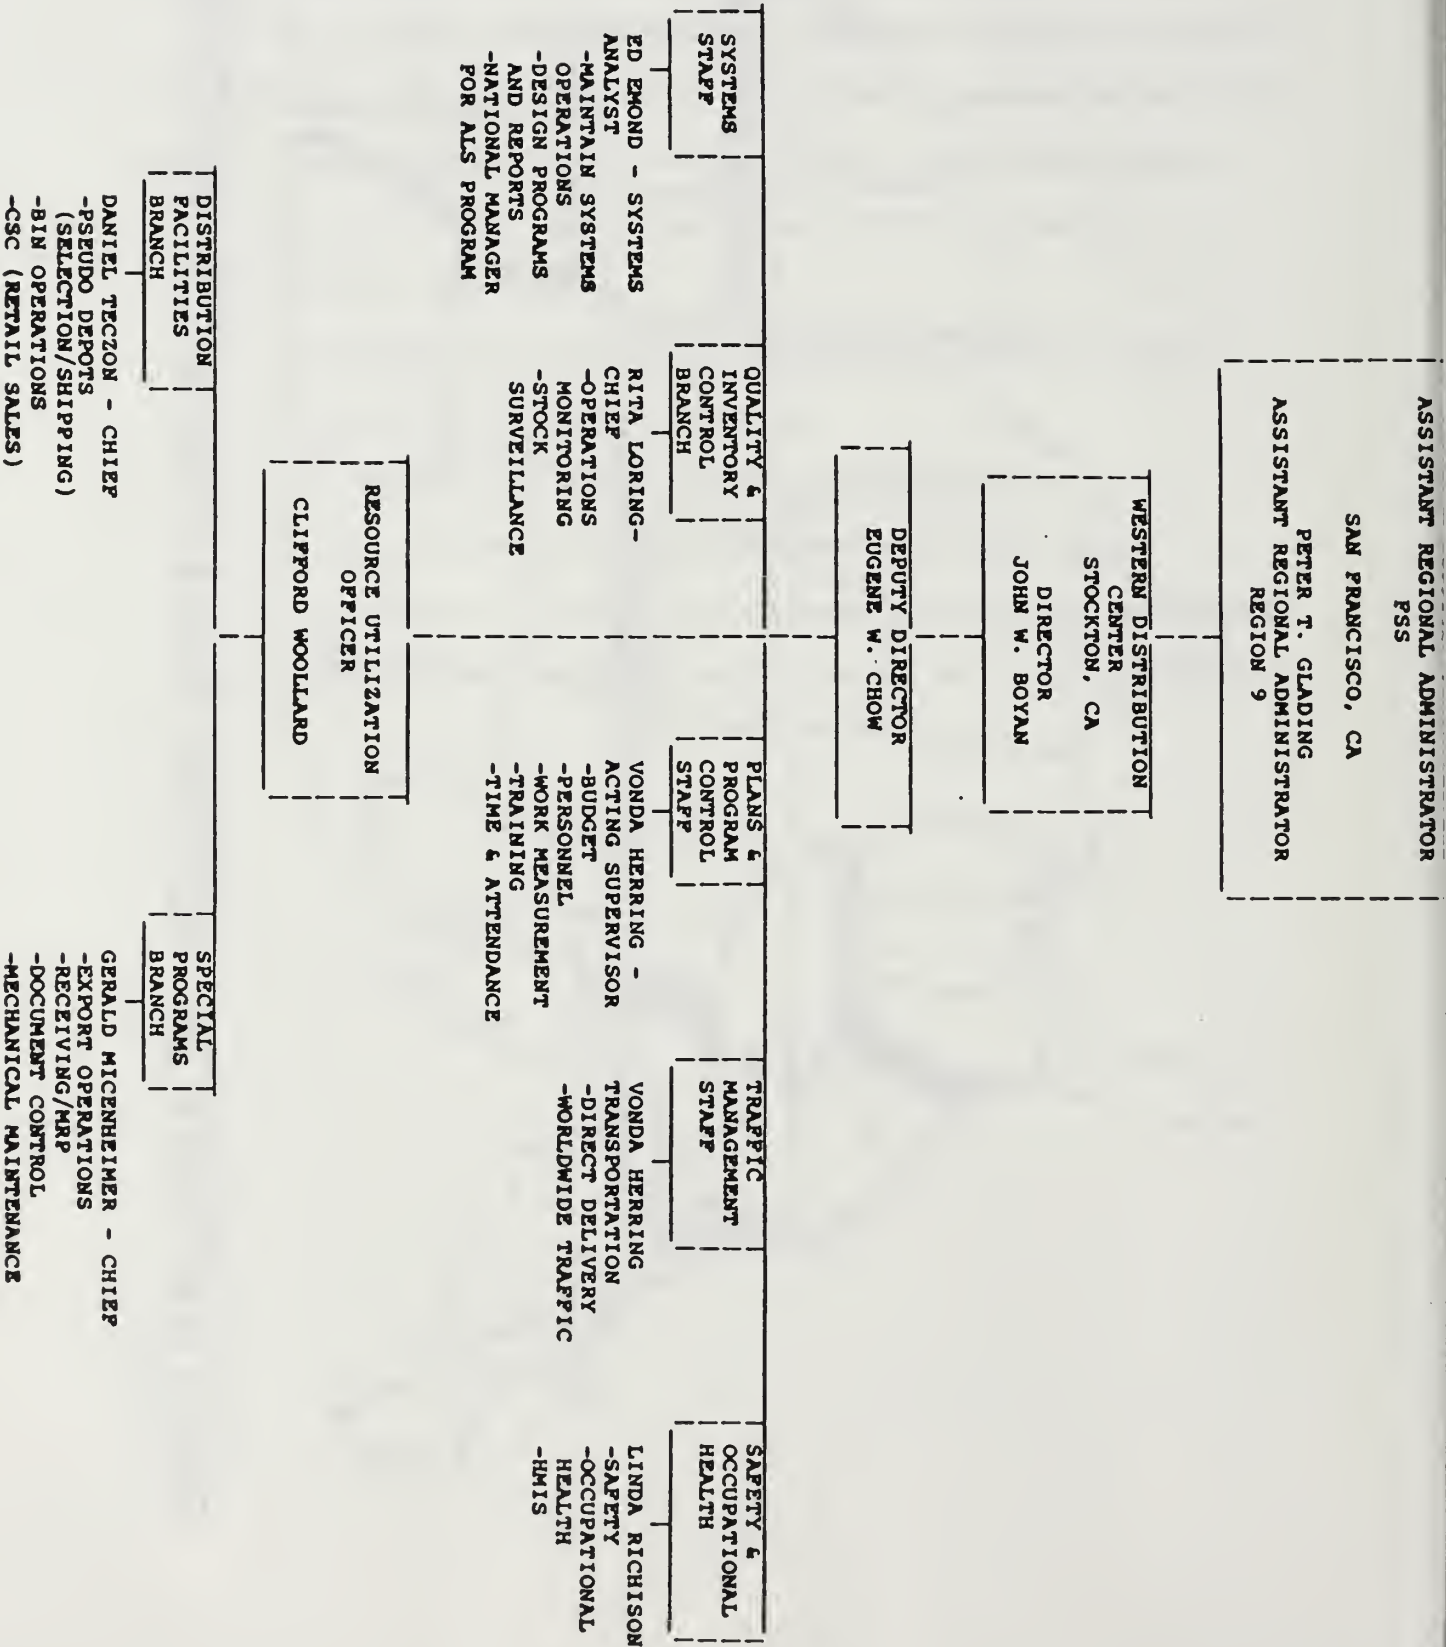 ASSISTANT REGIONAL ADMINISTRATOR
FSS
SAN FRANCISCO, CA
PETER T. GLADING
ASSISTANT REGIONAL ADMINISTRATOR
REGION 9
WESTERN DISTRIBUTION
CENTER
STOCKTON, CA
DIRECTOR
JOHN W. BOYAN
DEPUTY DIRECTOR
EUGENE W. CHOW
SYSTEMS
STAFF
ED EMOND - SYSTEMS
ANALYST
-MAINTAIN SYSTEMS
OPERATIONS
-DESIGN PROGRAMS
AND REPORTS
-NATIONAL MANAGER
FOR ALS PROGRAM
QUALITY &
INVENTORY
CONTROL
BRANCH
RITA LORING-
CHIEF
-OPERATIONS
MONITORING
-STOCK
SURVEILLANCE
PLANS &
PROGRAM
CONTROL
STAFF
VONDA HERRING -
ACTING SUPERVISOR
-BUDGET
-PERSONNEL
-WORK MEASUREMENT
-TRAINING
-TIME & ATTENDANCE
TRAFFIC
MANAGEMENT
STAFF
VONDA HERRING
TRANSPORTATION
-DIRECT DELIVERY
-WORLDWIDE TRAFFIC
SAFETY &
OCCUPATIONAL
HEALTH
LINDA RICHISON
-SAFETY
-OCCUPATIONAL
HEALTH
-HMIS
RESOURCE UTILIZATION
OFFICER
CLIFFORD WOOLLARD
DISTRIBUTION
FACILITIES
BRANCH
DANIEL TECZON - CHIEF
-PSEUDO DEPOTS
(SELECTION/SHIPPING)
-BIN OPERATIONS
-CSC (RETAIL SALES)
SPECIAL
PROGRAMS
BRANCH
GERALD MICENHEIMER - CHIEF
-EXPORT OPERATIONS
-RECEIVING/MRP
-DOCUMENT CONTROL
-MECHANICAL MAINTENANCE